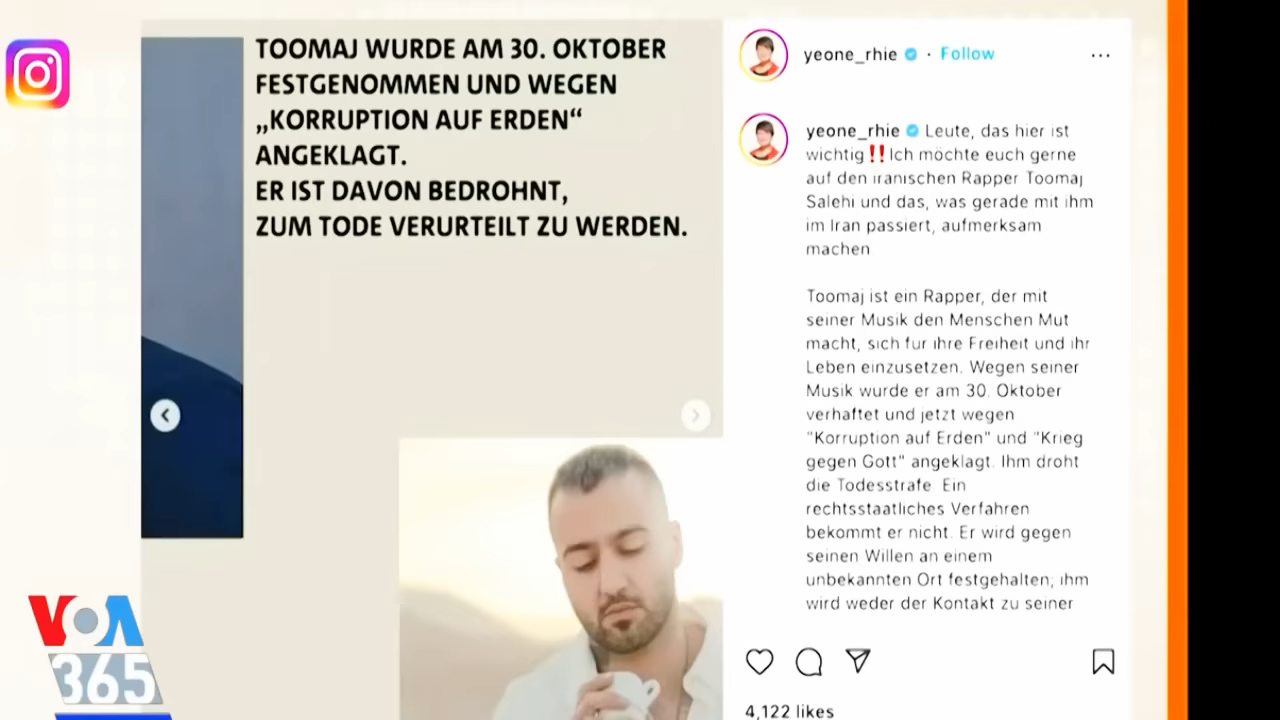 TOOMAJ WURDE AM 30. OKTOBER
FESTGENOMMEN UND WEGEN
„KORRUPTION AUF ERDEN“
ANGEKLAGT.
ER IST DAVON BEDROHNT,
ZUM TODE VERURTEILT ZU WERDEN.
yeone_rhie · Follow
yeone_rhie Leute, das hier ist
wichtig‼️Ich möchte euch gerne
auf den iranischen Rapper Toomaj
Salehi und das, was gerade mit ihm
im Iran passiert, aufmerksam
machen
Toomaj ist ein Rapper, der mit
seiner Musik den Menschen Mut
macht, sich für ihre Freiheit und ihr
Leben einzusetzen. Wegen seiner
Musik wurde er am 30. Oktober
verhaftet und jetzt wegen
"Korruption auf Erden" und "Krieg
gegen Gott" angeklagt. Ihm droht
die Todesstrafe. Ein
rechtsstaatliches Verfahren
bekommt er nicht. Er wird gegen
seinen Willen an einem
unbekannten Ort festgehalten; ihm
wird weder der Kontakt zu seiner
4,122 likes
VOA
365